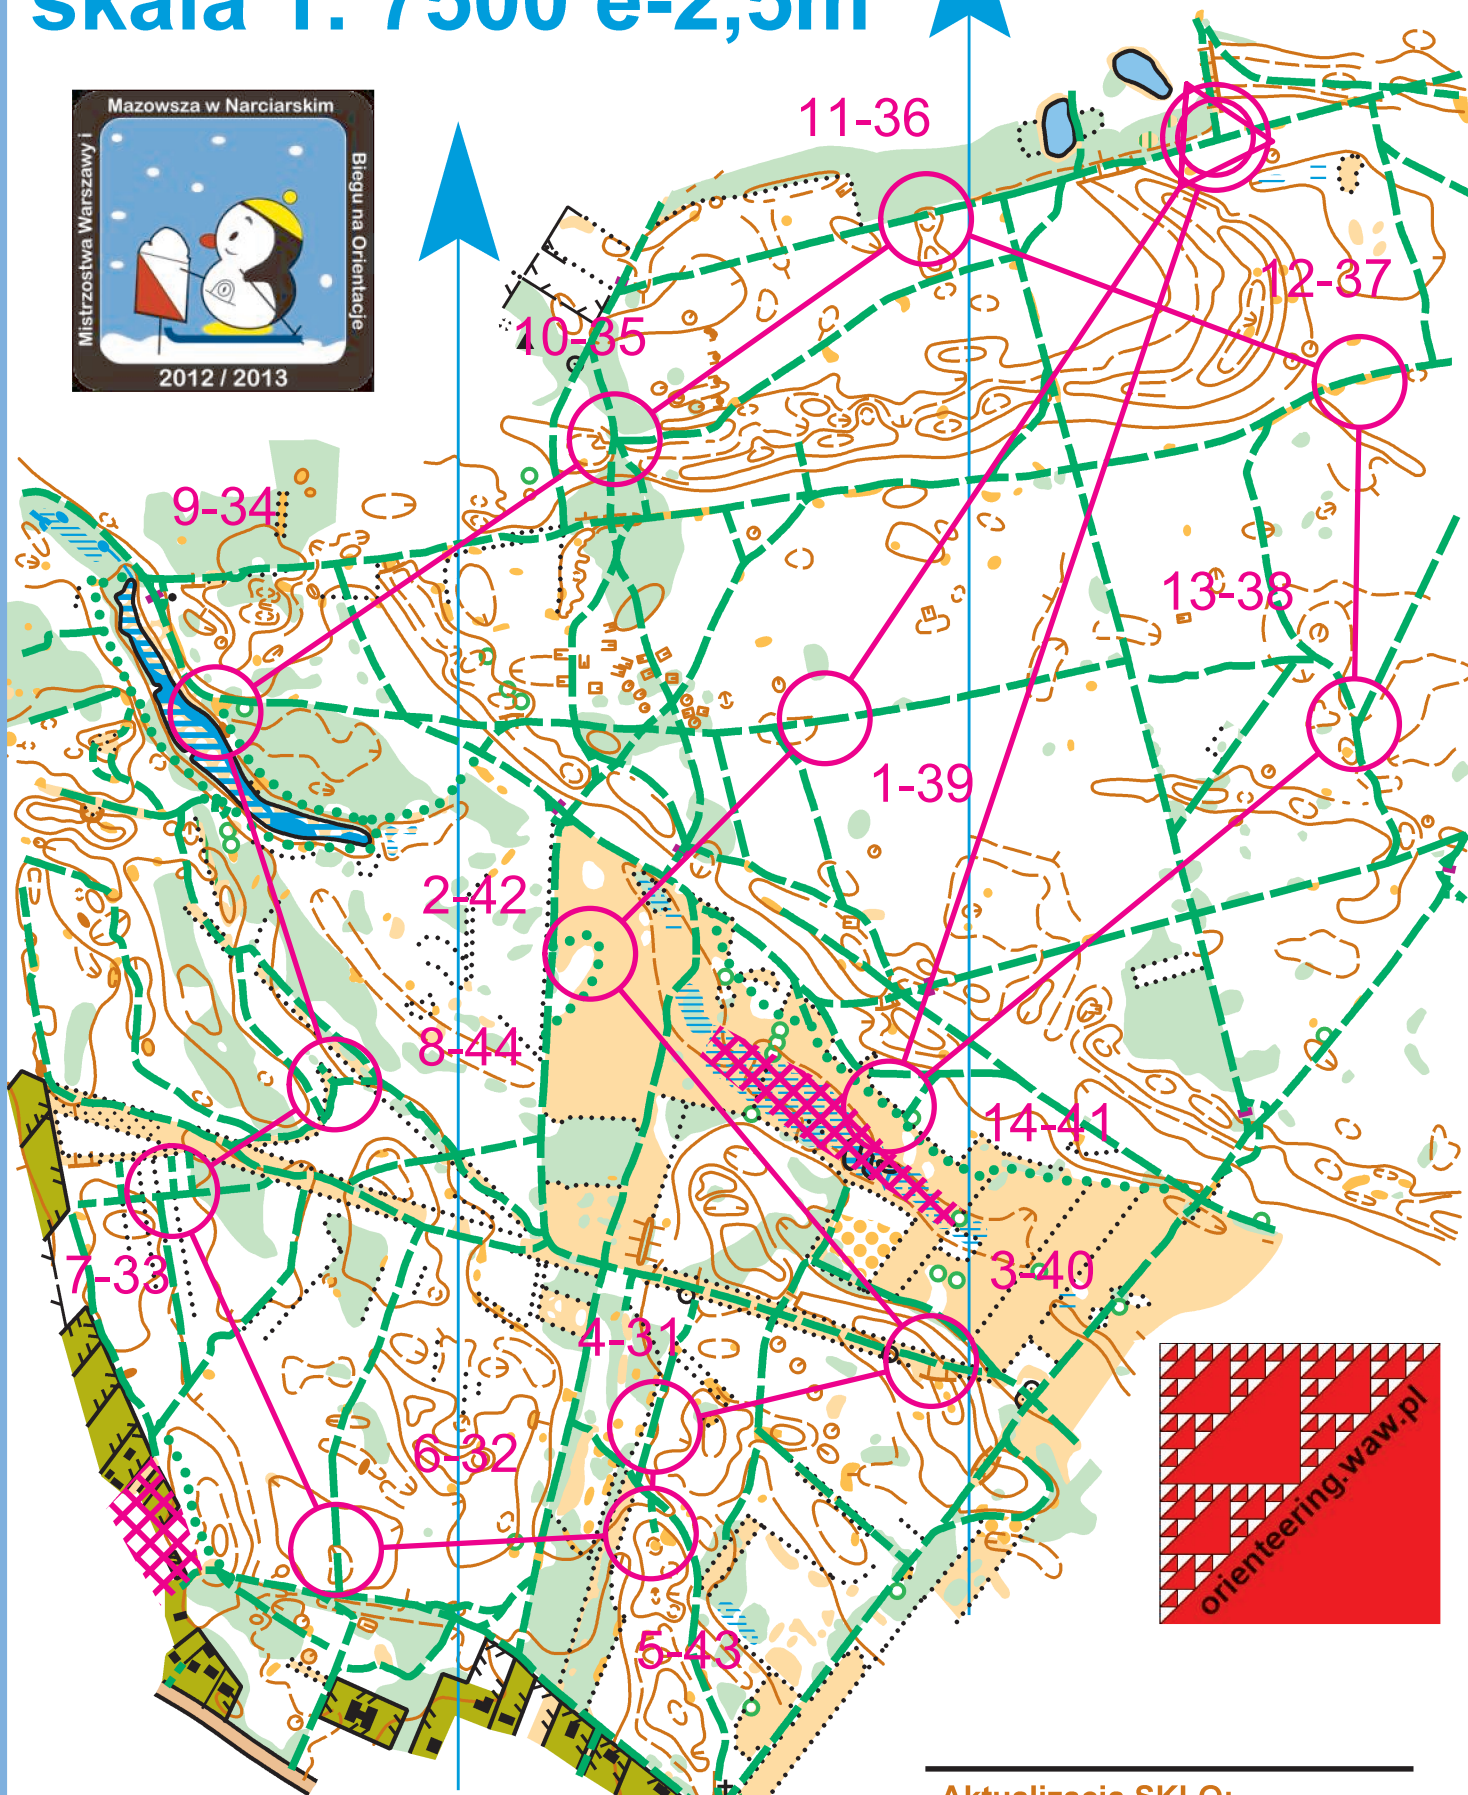 skala 1: 7500 e-2,5m
Mazowsza w Narciarskim
Mistrzostwa Warszawy i
Biegu na Orientacje
2012 / 2013
11-36
12-37
10-35
9-34
13-38
1-39
2-42
8-44
14-41
7-33
3-40
4-31
6-32
5-43
orienteering.waw.pl
Aktualizacja SKI-O: